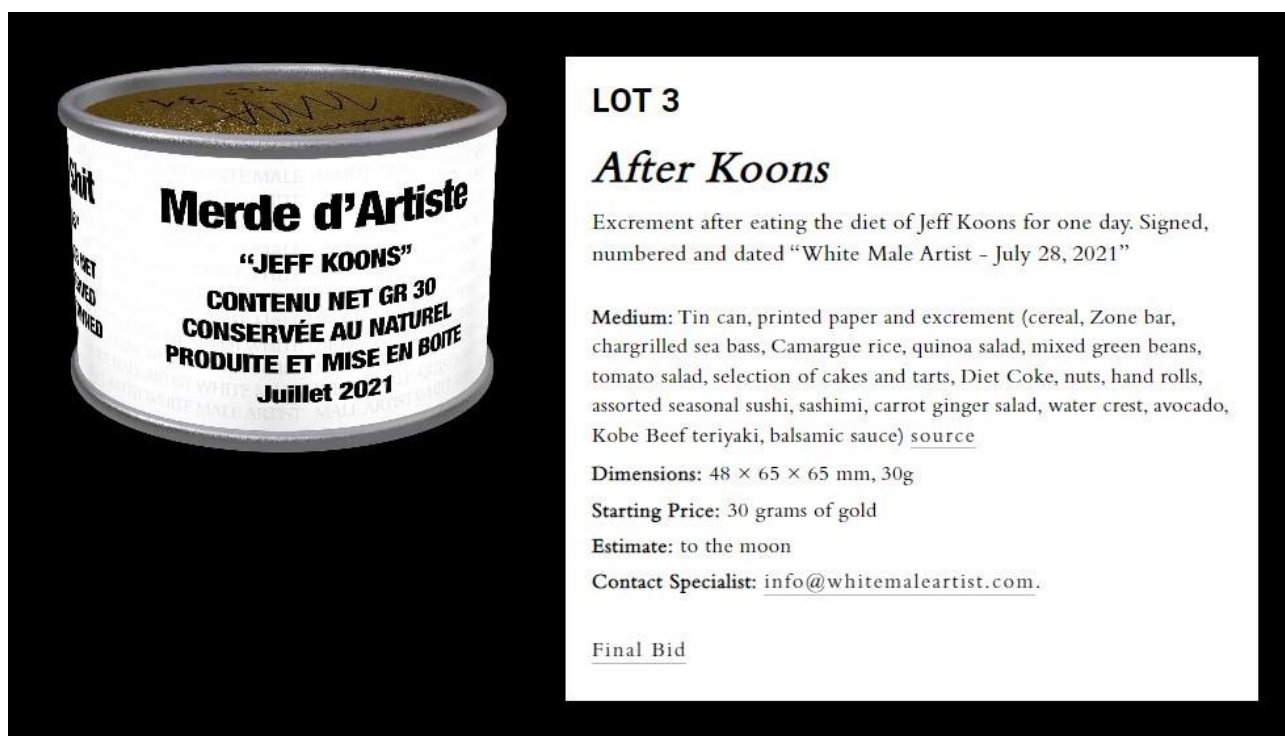 Shit
Merde d'Artiste
“JEFF KOONS”
CONTENU NET GR 30
CONSERVÉE AU NATUREL
PRODUITE ET MISE EN BOITE
Juillet 2021
LOT 3
After Koons
Excrement after eating the diet of Jeff Koons for one day. Signed,
numbered and dated “White Male Artist - July 28, 2021”
Medium: Tin can, printed paper and excrement (cereal, Zone bar,
chargrilled sea bass, Camargue rice, quinoa salad, mixed green beans,
tomato salad, selection of cakes and tarts, Diet Coke, nuts, hand rolls,
assorted seasonal sushi, sashimi, carrot ginger salad, water crest, avocado,
Kobe Beef teriyaki, balsamic sauce) source
Dimensions: 48 × 65 × 65 mm, 30g
Starting Price: 30 grams of gold
Estimate: to the moon
Contact Specialist: info@whitemaleartist.com.
Final Bid